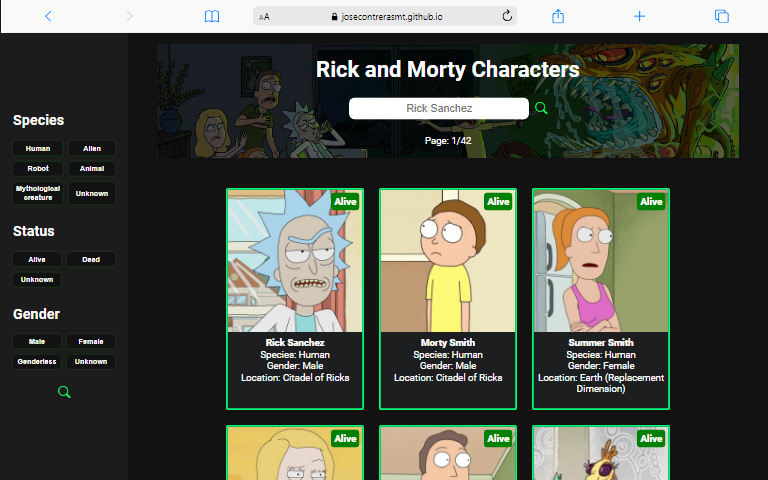 AA
josecontrerasmt.github.io
Rick and Morty Characters
Rick Sanchez
Page: 1/42
Species
Human
Alien
Robot
Animal
Mythological
creature
Unknown
Status
Alive
Dead
Unknown
Gender
Male
Female
Genderless
Unknown
Alive
Rick Sanchez
Species: Human
Gender: Male
Location: Citadel of Ricks
Alive
Morty Smith
Species: Human
Gender: Male
Location: Citadel of Ricks
Alive
Summer Smith
Species: Human
Gender: Female
Location: Earth (Replacement
Dimension)
Alive
Alive
Alive